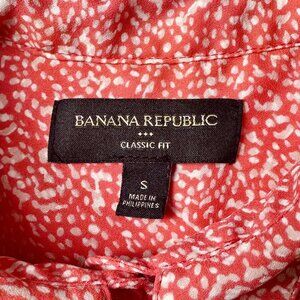 BANANA REPUBLIC
CLASSIC FIT
S
MADE IN
PHILIPPINES